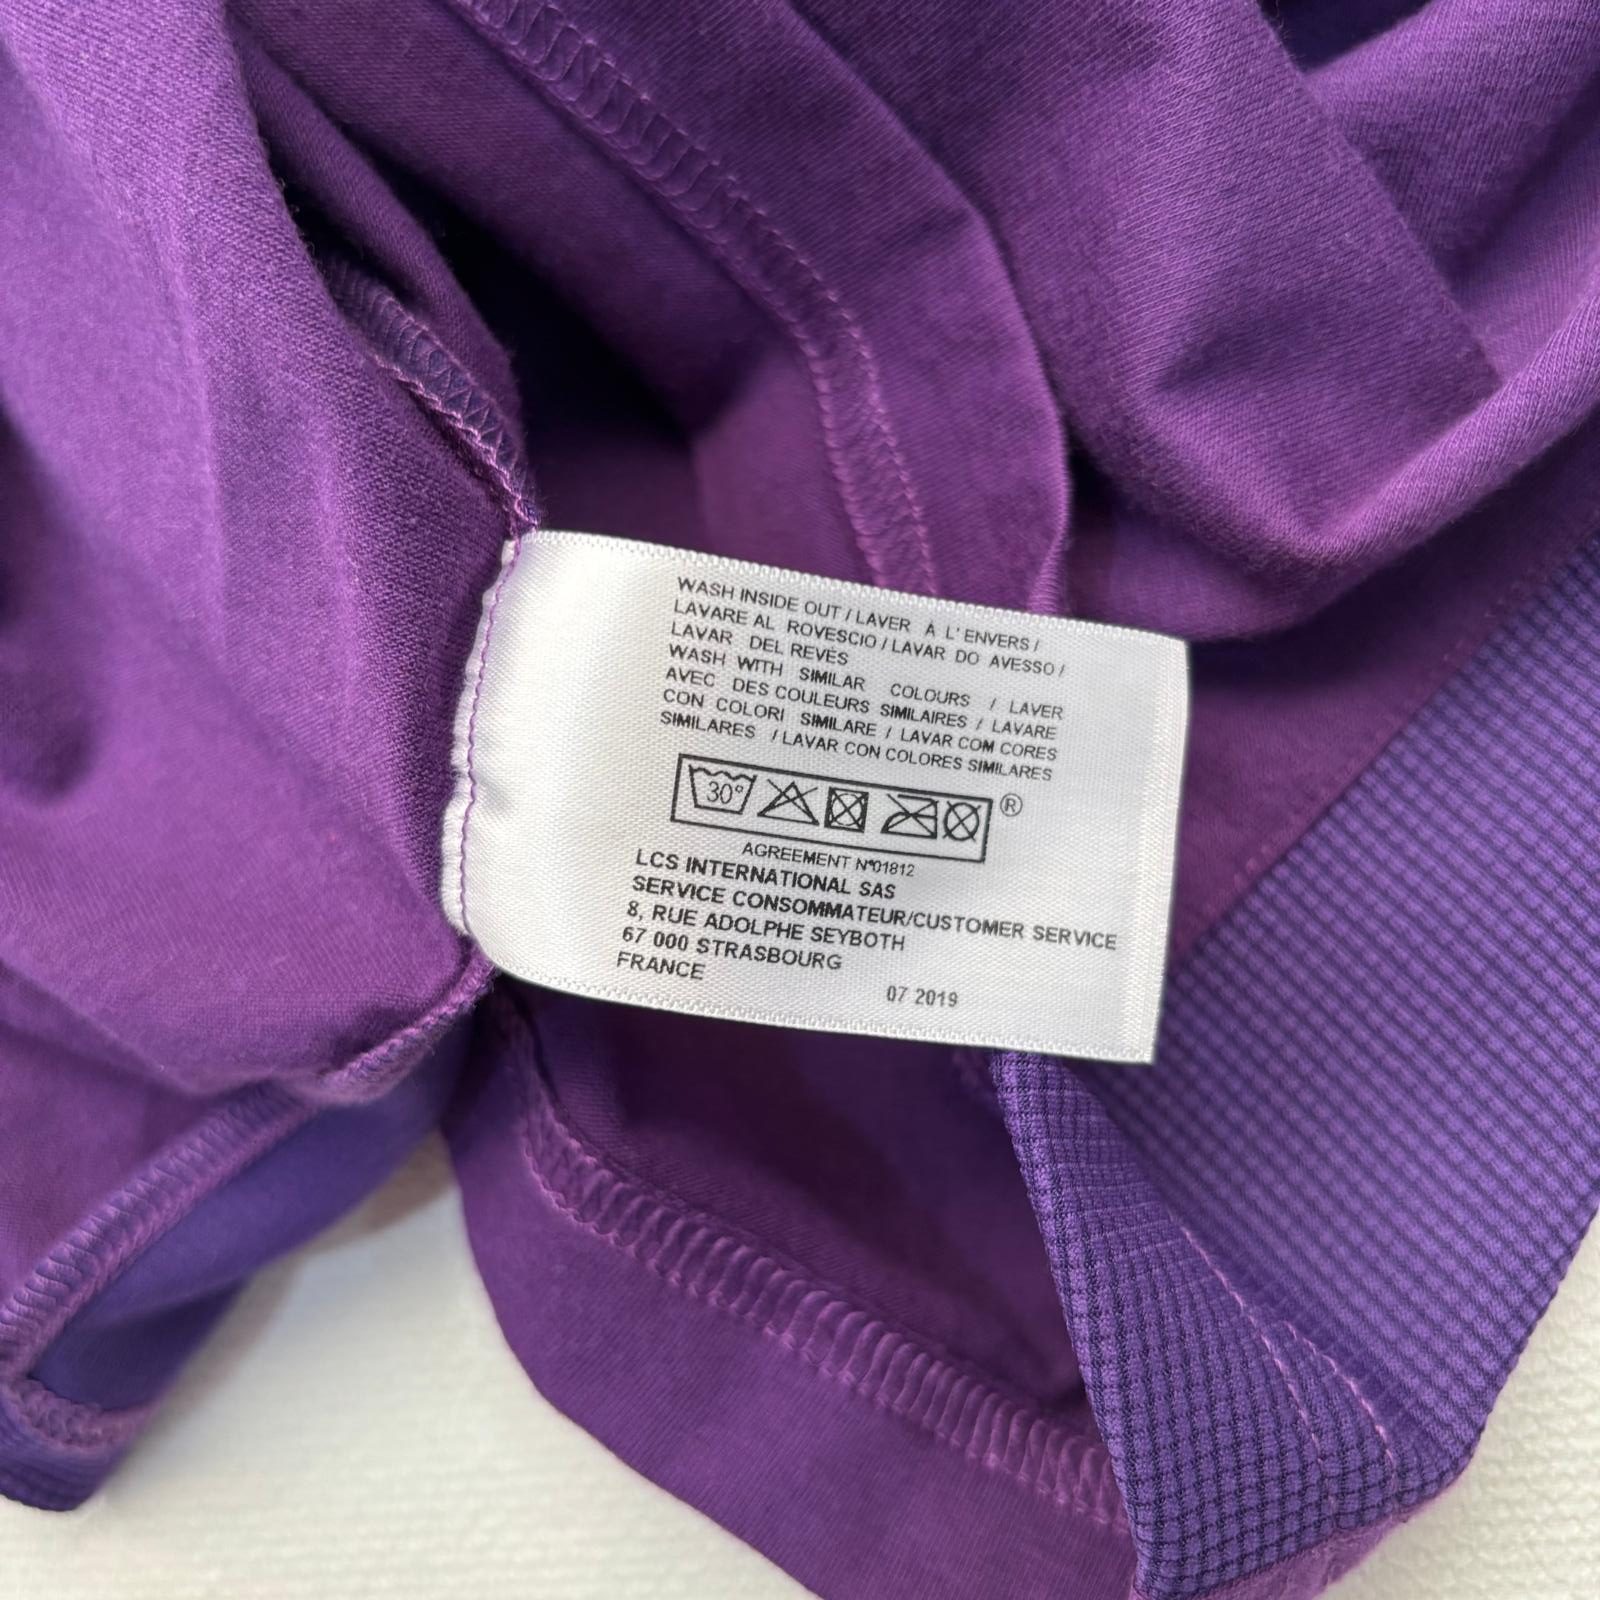 WASH INSIDE OUT / LAVER À L' ENVERS /
LAVARE AL ROVESCIO / LAVAR DO AVESSO /
LAVAR DEL REVÉS
WASH WITH SIMILAR COLOURS / LAVER
AVEC DES COULEURS SIMILAIRES / LAVARE
CON COLORI SIMILARE / LAVAR COM CORES
SIMILARES / LAVAR CON COLORES SIMILARES
30° ®
AGREEMENT N°01812
LCS INTERNATIONAL SAS
SERVICE CONSOMMATEUR/CUSTOMER SERVICE
8, RUE ADOLPHE SEYBOTH
67 000 STRASBOURG
FRANCE
07 2019